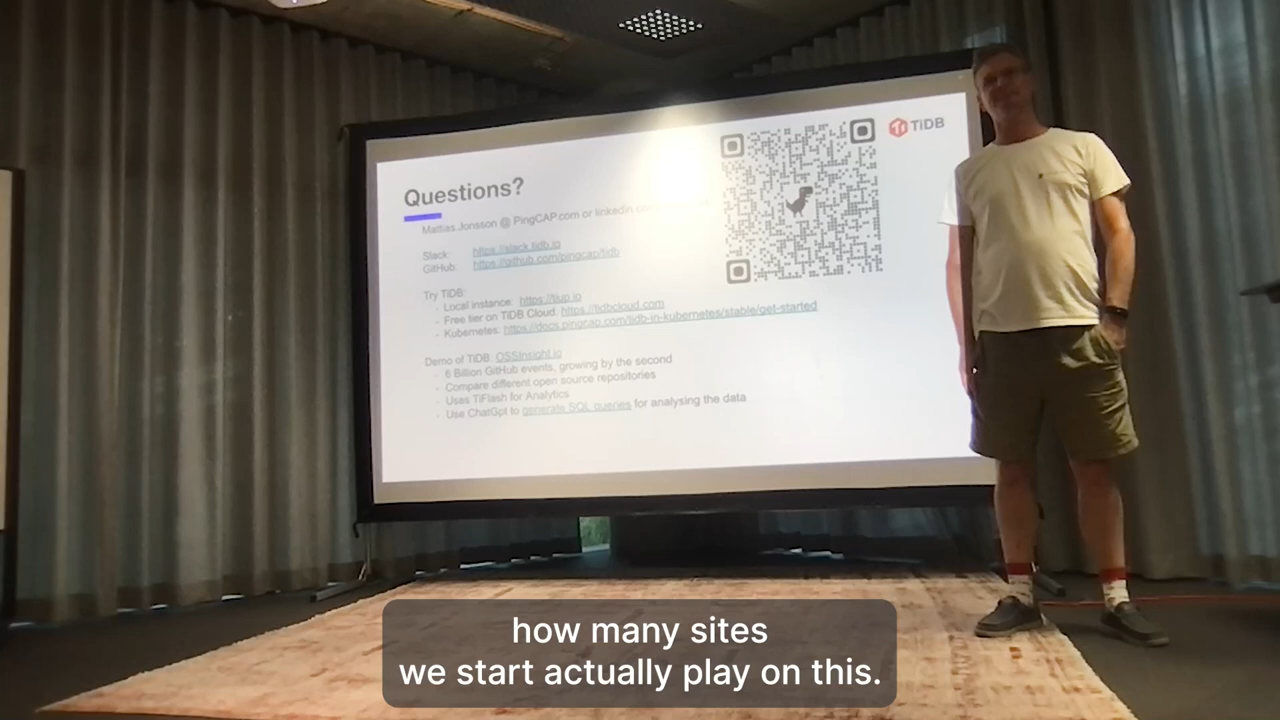 Questions?
TiDB
Mattias.Jonsson @ PingCAP.com or linkedin
Slack: https://slack.tidb.io
GitHub: https://github.com/pingcap/tidb
Try TiDB:
- Local instance: https://tiup.io
- Free tier on TiDB Cloud: https://tidbcloud.com
- Kubernetes: https://docs.pingcap.com/tidb-in-kubernetes/stable/get-started
Demo of TiDB: OSSInsight.io
- 6 Billion GitHub events, growing by the second
- Compare different open source repositories
- Uses TiFlash for Analytics
- Use ChatGpt to generate SQL queries for analysing the data
how many sites
we start actually play on this.